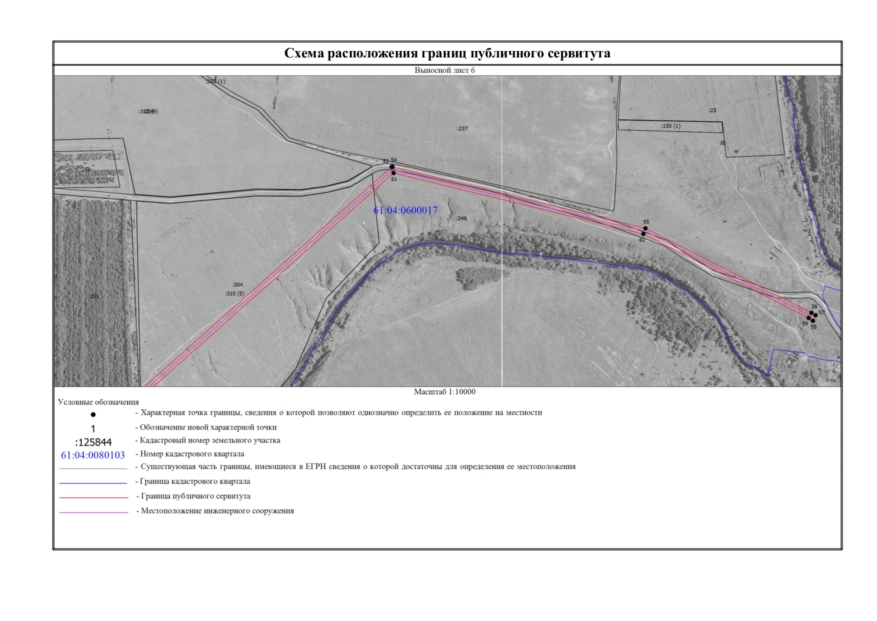 Схема расположения границ публичного сервитута
Выносной лист 6
:237
:25
:190 (1)
61:04:0600017
:246
:304
:310 (5)
61
Масштаб 1:10000
Условные обозначения
- Характерная точка границы, сведения о которой позволяют однозначно определить ее положение на местности
1 - Обозначение новой характерной точки
:125844 - Кадастровый номер земельного участка
61:04:0080103 - Номер кадастрового квартала
- Существующая часть границы, имеющиеся в ЕГРН сведения о которой достаточны для определения ее местоположения
- Граница кадастрового квартала
- Граница публичного сервитута
- Местоположение инженерного сооружения